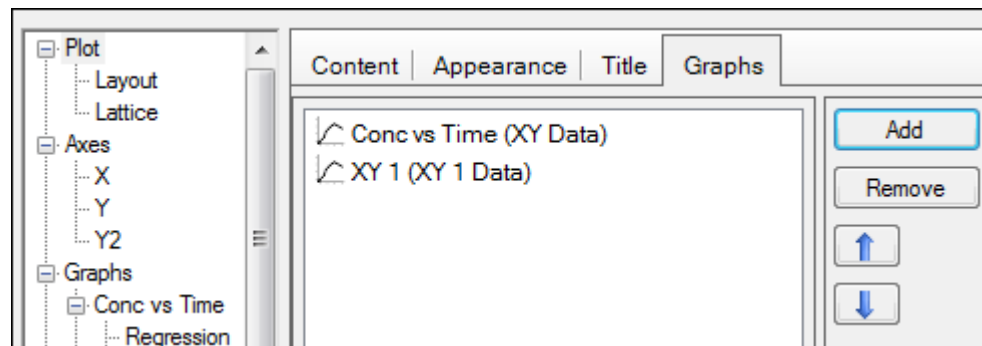 Plot
Layout
Lattice
Axes
X
Y
Y2
Graphs
Conc vs Time
Regression
Content Appearance Title Graphs
Conc vs Time (XY Data)
XY 1 (XY 1 Data)
Add
Remove